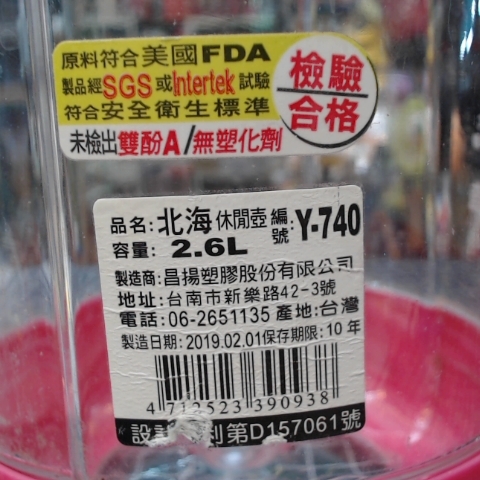 原料符合美國FDA
製品經SGS或Intertek試驗
符合安全衛生標準
檢驗
合格
未檢出雙酚A/無塑化劑
品名:北海休閒壺 編號:Y-740
容量: 2.6L
製造商:昌揚塑膠股份有限公司
地址:台南市新樂路42-3號
電話:06-2651135 產地:台灣
製造日期:2019.02.01保存期限:10年
4 712523 390938
設計 利第D157061號